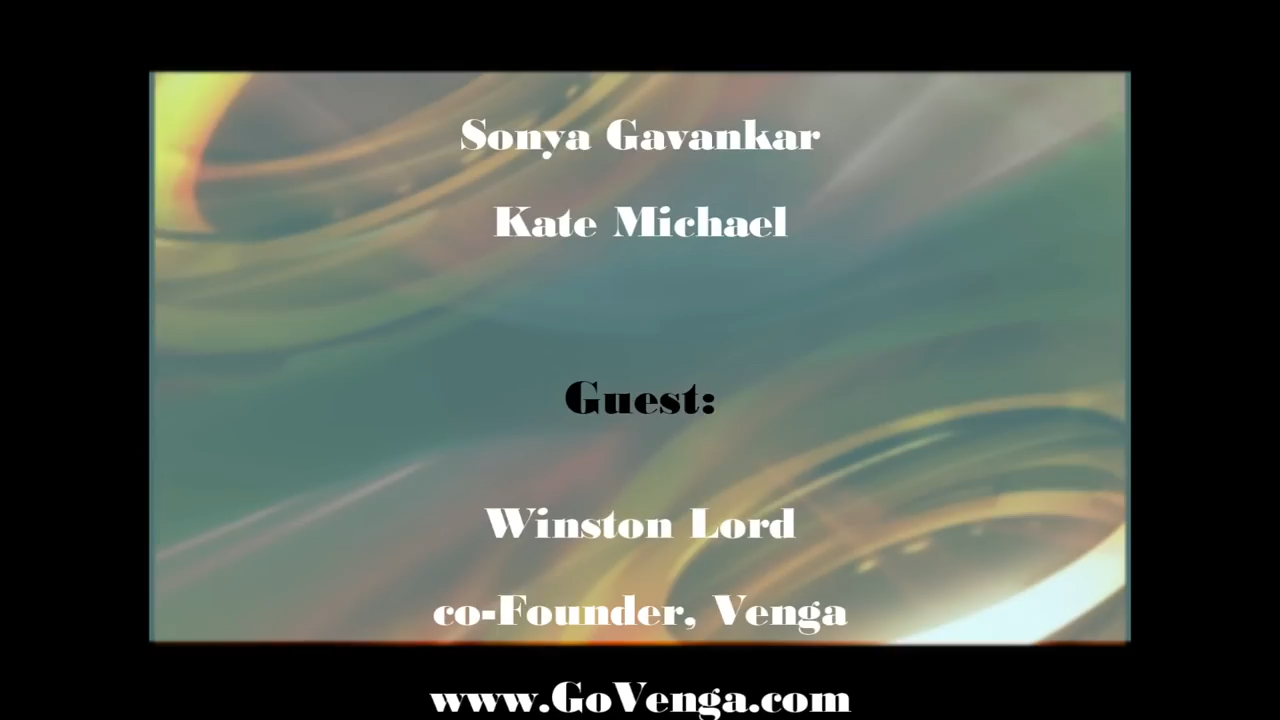 Sonya Gavankar
Kate Michael
Guest:
Winston Lord
co-Founder, Venga
www.GoVenga.com